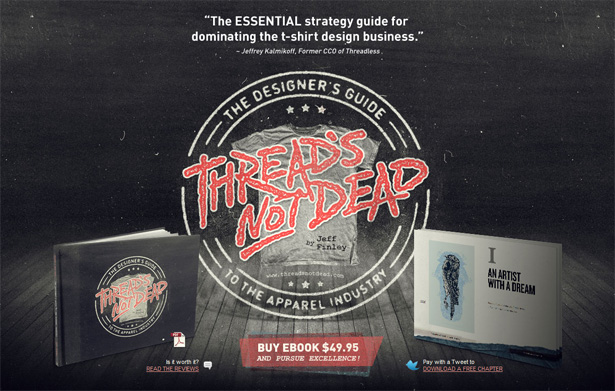 “The ESSENTIAL strategy guide for
dominating the t-shirt design business.”
– Jeffrey Kalmikoff, Former CCO of Threadless
THE DESIGNER'S GUIDE
THREAD'S
NOT DEAD
by Jeff
Finley
www.threadsnotdead.com
TO THE APPAREL INDUSTRY
THE DESIGNER'S GUIDE
THREAD'S
NOT DEAD
TO THE APPAREL INDUSTRY
I
AN ARTIST
WITH A DREAM
BUY EBOOK $49.95
AND PURSUE EXCELLENCE!
Is it worth it?
READ THE REVIEWS
Pay with a Tweet to
DOWNLOAD A FREE CHAPTER